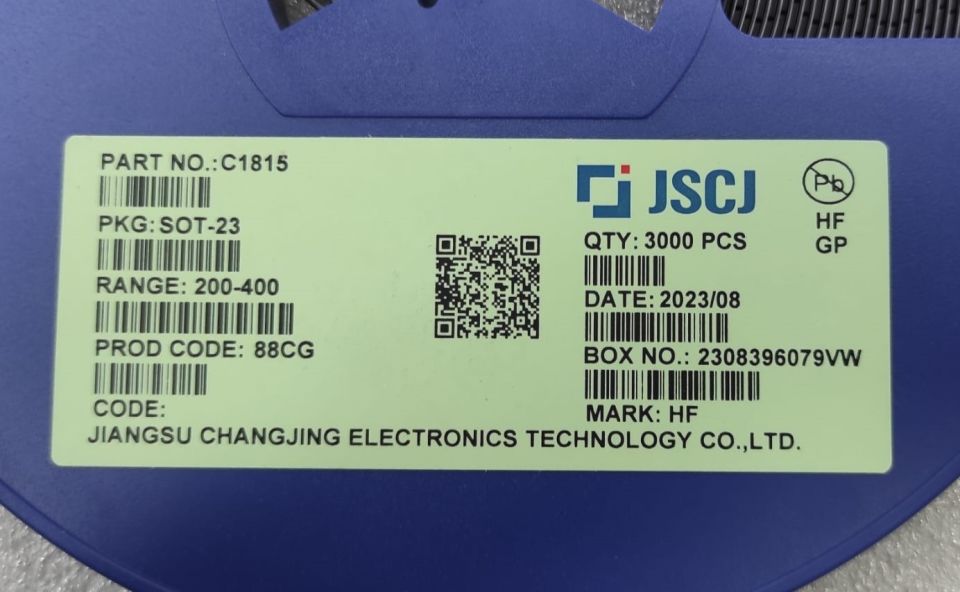 PART NO.:C1815
PKG: SOT-23
RANGE: 200-400
PROD CODE: 88CG
CODE:
JSCJ
Pb
HF
GP
QTY: 3000 PCS
DATE: 2023/08
BOX NO.: 2308396079VW
MARK: HF
JIANGSU CHANGJING ELECTRONICS TECHNOLOGY CO.,LTD.